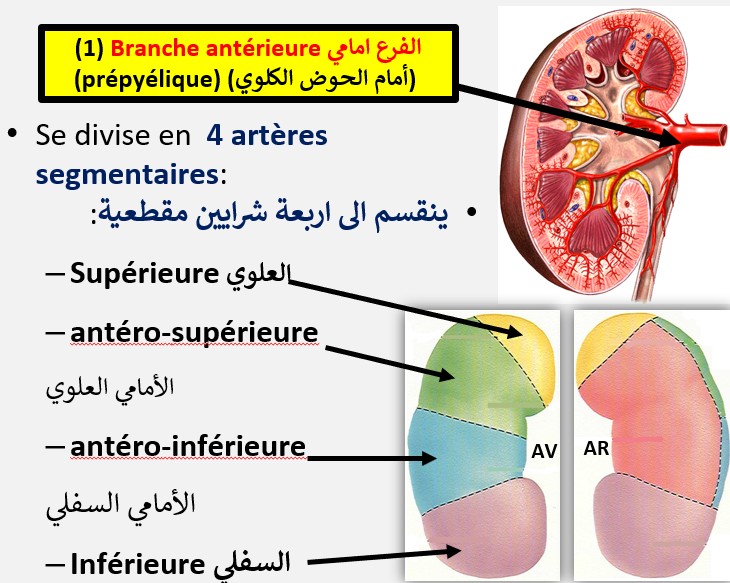 (1) Branche antérieure الفرع امامي
(prépyélique) (أمام الحوض الكلوي)
• Se divise en 4 artères
segmentaires:
• ينقسم الى اربعة شرايين مقطعية:
– Supérieure العلوي
– antéro-supérieure
الأمامي العلوي
– antéro-inférieure
الأمامي السفلي
– Inférieure السفلي
AV
AR